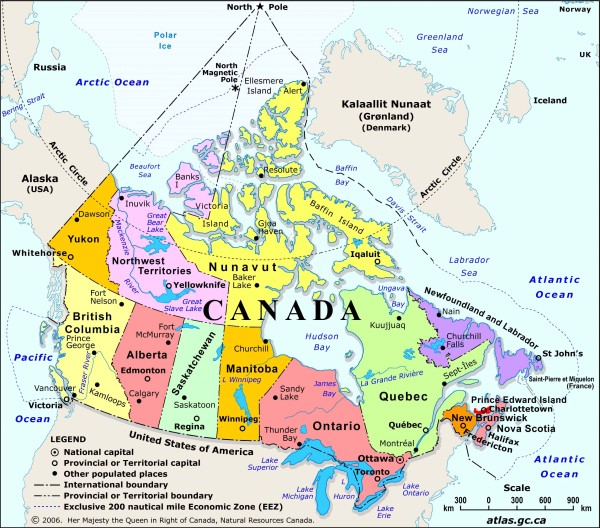 North Pole
Norwegian Sea
Norway
Polar
Ice
Greenland
Sea
UK
Russia
North
Magnetic
Pole
Ellesmere
Island
Alert
Arctic Ocean
Kalaallit Nunaat
(Grønland)
(Denmark)
Iceland
Bering Strait
Arctic Circle
Beaufort
Sea
Banks
I
Resolute
Baffin
Bay
Arctic Circle
Alaska
(USA)
Inuvik
Victoria
Island
Baffin Island
Davis Strait
Dawson
Great
Bear
Lake
Gjoa
Haven
Yukon
Mackenzie
River
Iqaluit
Whitehorse
Northwest
Territories
Nunavut
Labrador
Sea
Yellowknife
Baker
Lake
Ungava
Bay
Atlantic
Ocean
Fort
Nelson
Great
Slave Lake
CANADA
Newfoundland and Labrador
British
Columbia
Fort
McMurray
Kuujjuaq
Nain
Prince
George
Saskatchewan
Hudson
Bay
Churchill
Falls
Pacific
Ocean
Alberta
Churchill
St John's
Fraser River
Edmonton
Manitoba
La Grande Rivière
Sept-Îles
Saint-Pierre et Miquelon
(France)
Vancouver
Kamloops
L Winnipeg
James
Bay
Victoria
Calgary
Saskatoon
Sandy
Lake
Quebec
Prince Edward Island
Charlottetown
Regina
Winnipeg
Ontario
Québec
New Brunswick
Nova Scotia
Halifax
Fredericton
United States of America
Thunder
Bay
Montréal
Ottawa
Atlantic
Ocean
LEGEND
National capital
Provincial or Territorial capital
Other populated places
International boundary
Provincial or Territorial boundary
Exclusive 200 nautical mile Economic Zone (EEZ)
Lake
Superior
Toronto
Lake
Michigan
L
Huron
Lake
Ontario
Lake
Erie
Scale
km 300 0 300 600 900 km
© 2006. Her Majesty the Queen in Right of Canada, Natural Resources Canada.
atlas.gc.ca